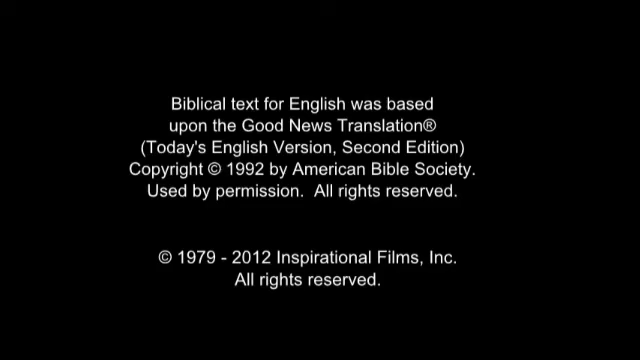 Biblical text for English was based
upon the Good News Translation®
(Today's English Version, Second Edition)
Copyright © 1992 by American Bible Society.
Used by permission.  All rights reserved.
© 1979 - 2012 Inspirational Films, Inc.
All rights reserved.